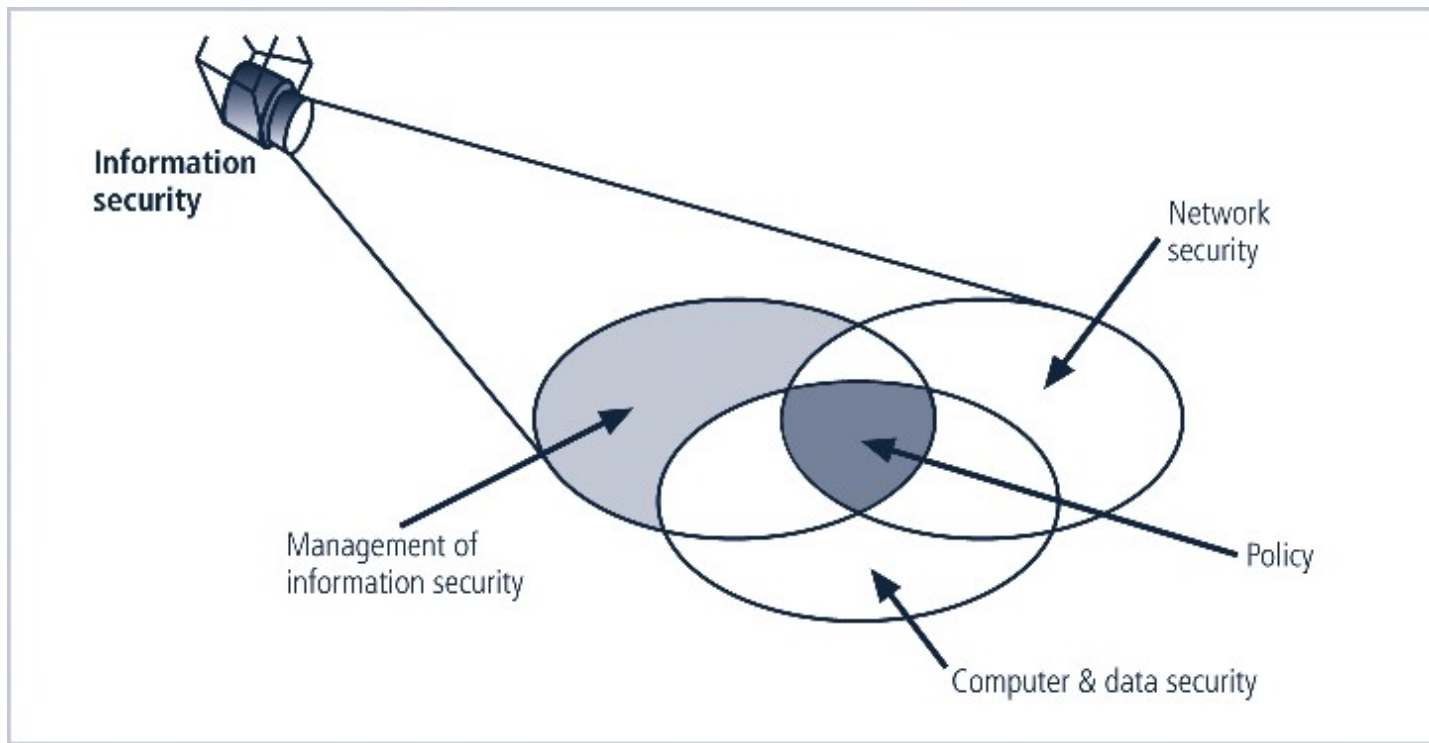 Information
security
Network
security
Management of
information security
Policy
Computer & data security